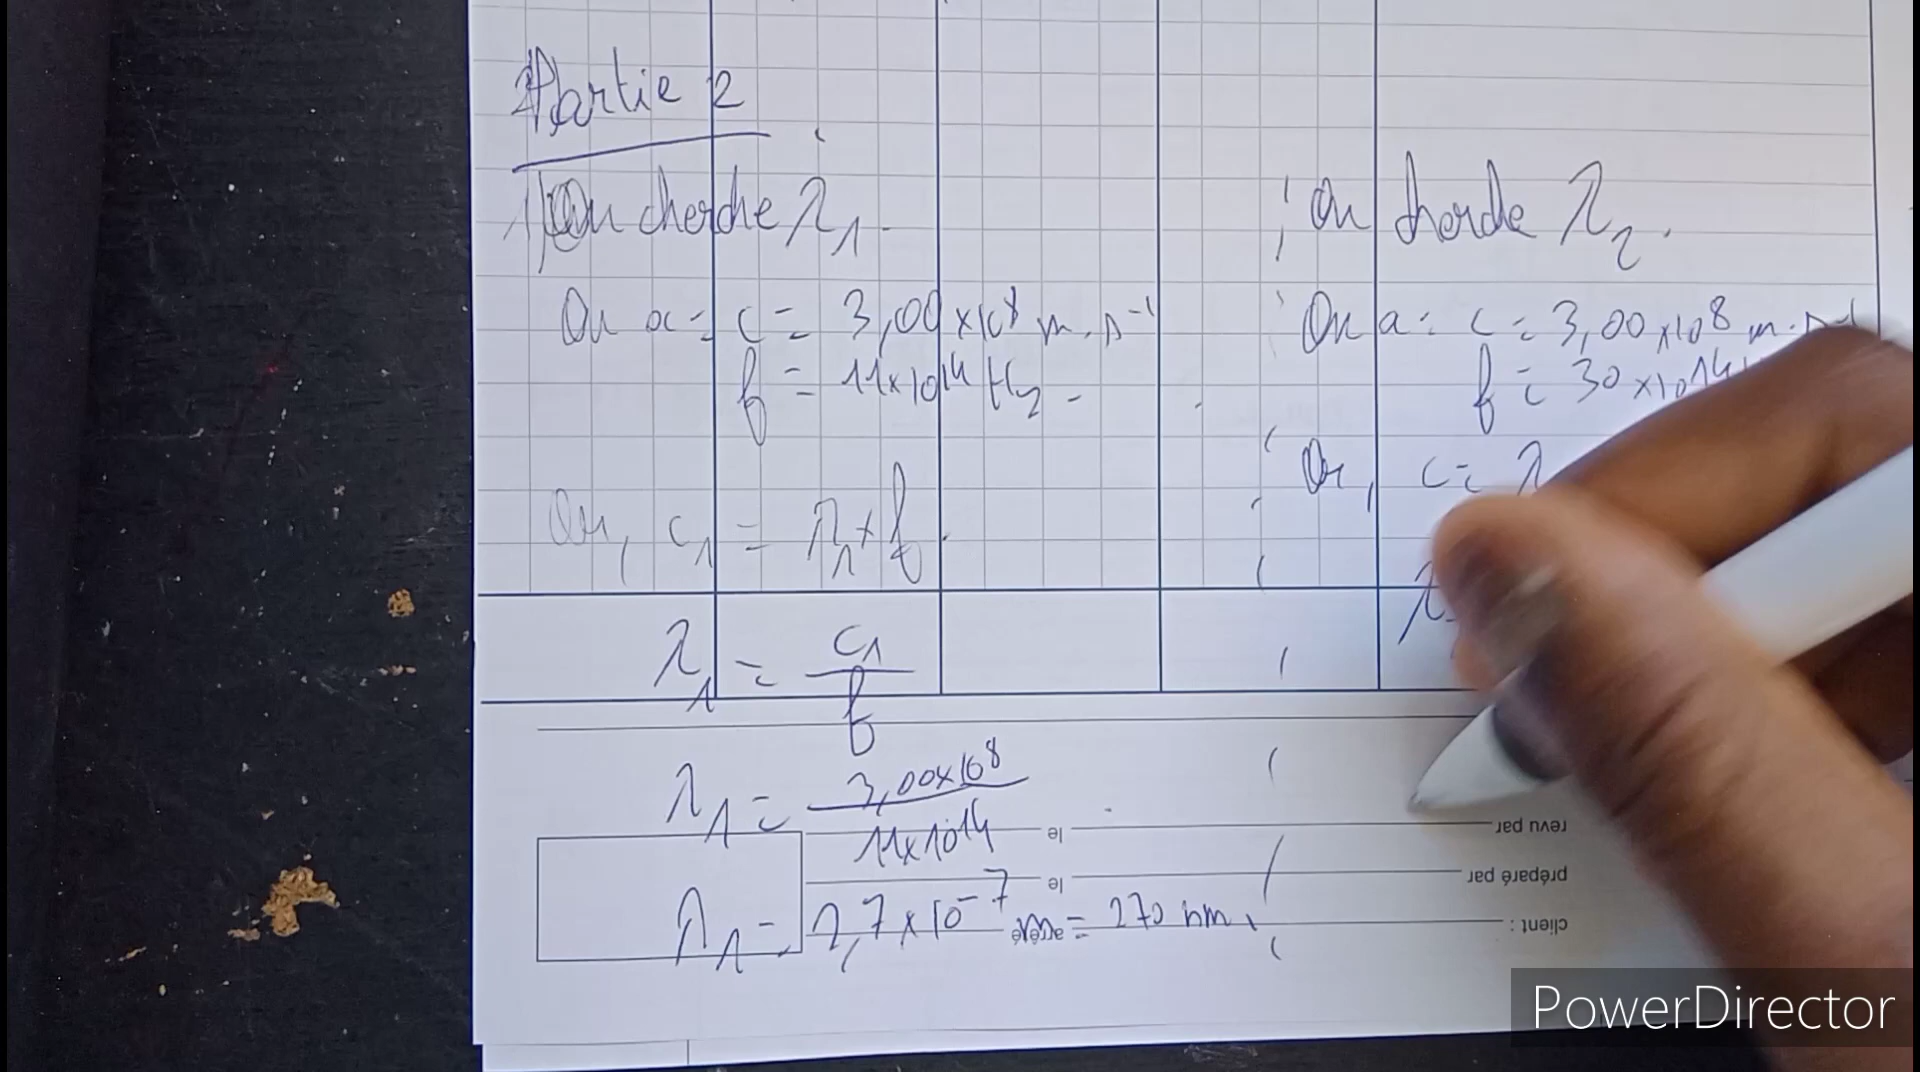 Partie 2
1) On cherche λ1.
On a : c = 3,00×10⁸ m.s⁻¹
f = 11×10¹⁴ Hz.
Or, c1 = λ1×f.
λ1 = c1
f
λ1 = 3,00×10⁸
11×10¹⁴
λ1 = 2,7×10⁻⁷ m = 270 nm.
On cherche λ2.
On a : c = 3,00×10⁸ m.s⁻¹
f = 30×10¹⁴
Or, c = λ
λ
revu par le
préparé par le
client : arrêté
PowerDirector